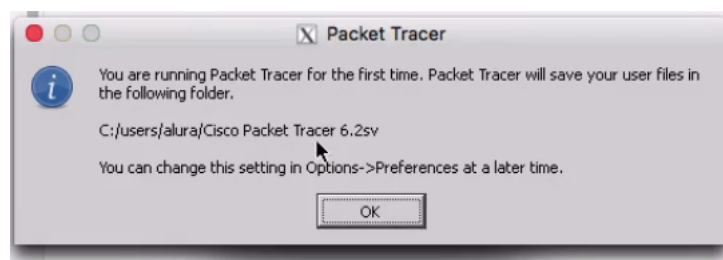 Packet Tracer
You are running Packet Tracer for the first time. Packet Tracer will save your user files in
the following folder.
C:/users/alura/Cisco Packet Tracer 6.2sv
You can change this setting in Options->Preferences at a later time.
OK